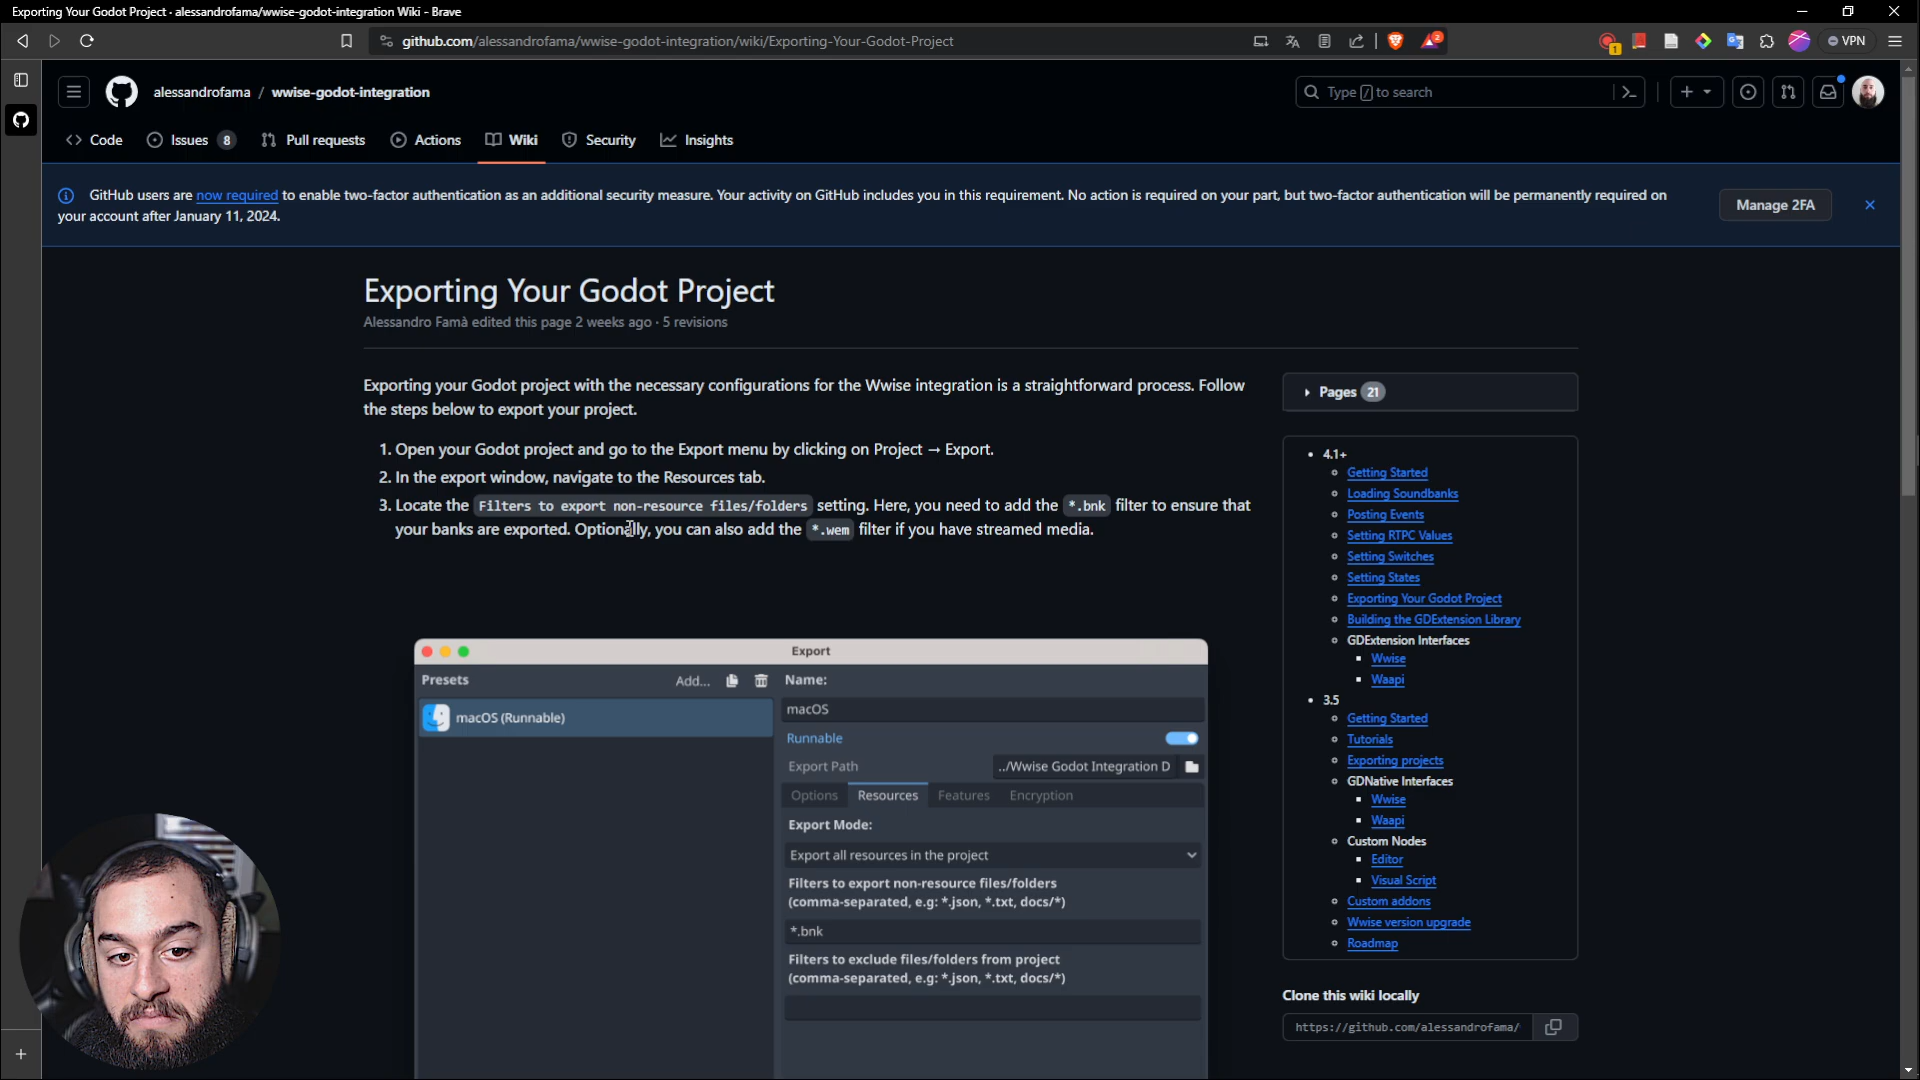 Exporting Your Godot Project · alessandrofama/wwise-godot-integration Wiki - Brave
github.com/alessandrofama/wwise-godot-integration/wiki/Exporting-Your-Godot-Project
2
1
VPN
alessandrofama / wwise-godot-integration
Type / to search
Code
Issues 8
Pull requests
Actions
Wiki
Security
Insights
GitHub users are now required to enable two-factor authentication as an additional security measure. Your activity on GitHub includes you in this requirement. No action is required on your part, but two-factor authentication will be permanently required on
your account after January 11, 2024.
Manage 2FA
Exporting Your Godot Project
Alessandro Famà edited this page 2 weeks ago · 5 revisions
Exporting your Godot project with the necessary configurations for the Wwise integration is a straightforward process. Follow
the steps below to export your project.
1. Open your Godot project and go to the Export menu by clicking on Project → Export.
2. In the export window, navigate to the Resources tab.
3. Locate the Filters to export non-resource files/folders setting. Here, you need to add the *.bnk filter to ensure that
your banks are exported. Optionally, you can also add the *.wem filter if you have streamed media.
Export
Presets
Add...
Name:
macOS (Runnable)
macOS
Runnable
Export Path
../Wwise Godot Integration D
Options
Resources
Features
Encryption
Export Mode:
Export all resources in the project
Filters to export non-resource files/folders
(comma-separated, e.g: *.json, *.txt, docs/*)
*.bnk
Filters to exclude files/folders from project
(comma-separated, e.g: *.json, *.txt, docs/*)
Pages 21
4.1+
Getting Started
Loading Soundbanks
Posting Events
Setting RTPC Values
Setting Switches
Setting States
Exporting Your Godot Project
Building the GDExtension Library
GDExtension Interfaces
Wwise
Waapi
3.5
Getting Started
Tutorials
Exporting projects
GDNative Interfaces
Wwise
Waapi
Custom Nodes
Editor
Visual Script
Custom addons
Wwise version upgrade
Roadmap
Clone this wiki locally
https://github.com/alessandrofama/